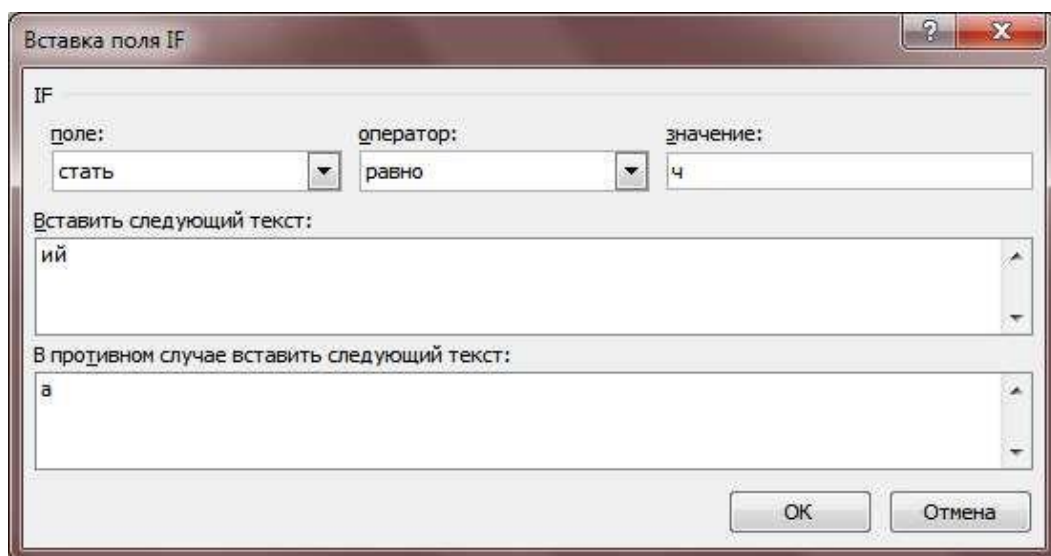 Вставка поля IF
IF
поле: оператор: значение:
стать равно ч
Вставить следующий текст:
ий
В противном случае вставить следующий текст:
а
ОК Отмена